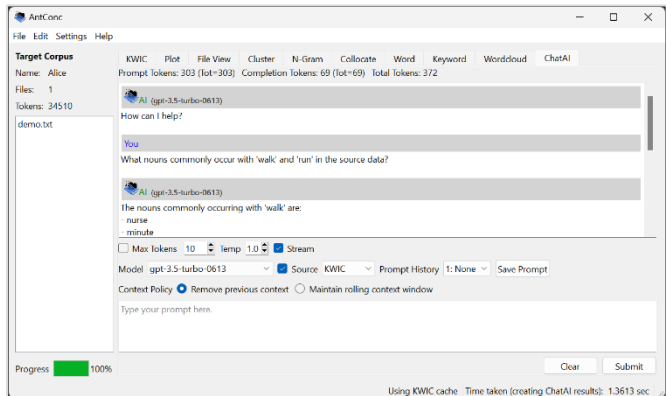 AntConc
File Edit Settings Help
Target Corpus
Name: Alice
Files: 1
Tokens: 34510
demo.txt
Progress 100%
KWIC Plot File View Cluster N-Gram Collocate Word Keyword Wordcloud ChatAI
Prompt Tokens: 303 (Tot=303) Completion Tokens: 69 (Tot=69) Total Tokens: 372
AI (gpt-3.5-turbo-0613)
How can I help?
You
What nouns commonly occur with 'walk' and 'run' in the source data?
AI (gpt-3.5-turbo-0613)
The nouns commonly occurring with 'walk' are:
- nurse
- minute
Max Tokens 10 Temp 1.0 Stream
Model gpt-3.5-turbo-0613 Source KWIC Prompt History 1: None Save Prompt
Context Policy Remove previous context Maintain rolling context window
Type your prompt here.
Clear Submit
Using KWIC cache Time taken (creating ChatAI results): 1.3613 sec